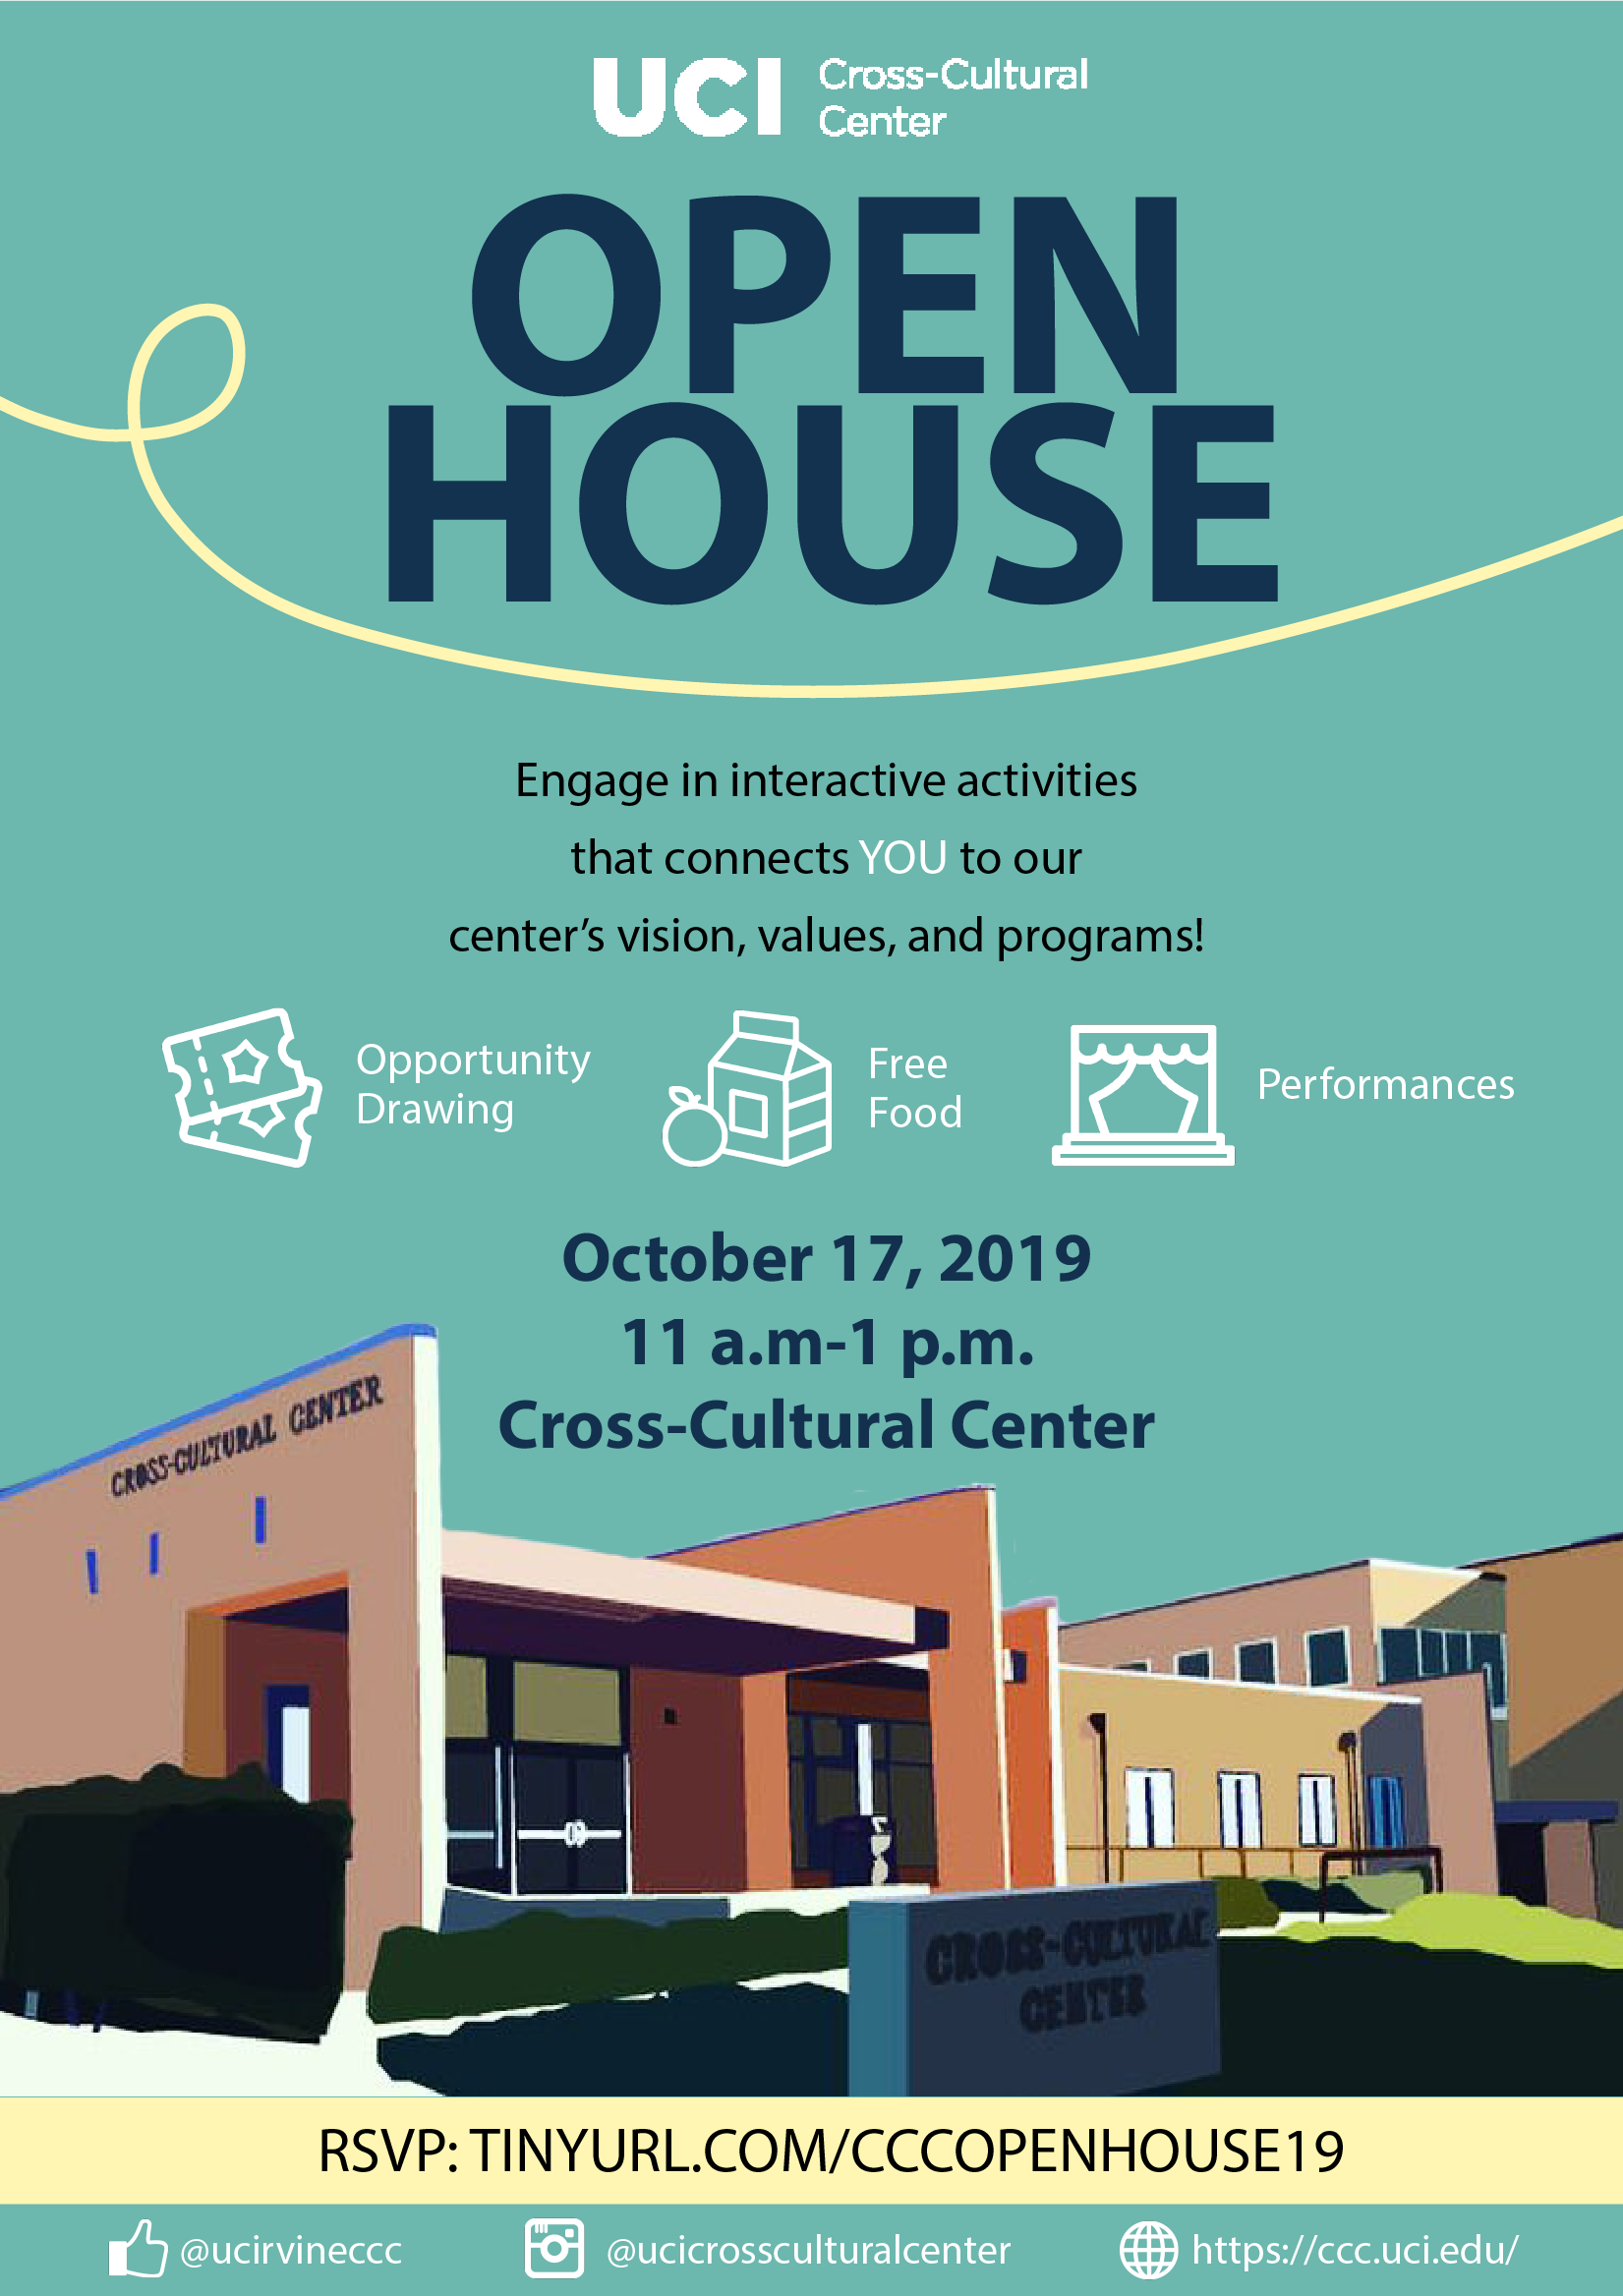 UCI Cross-Cultural
Center
OPEN
HOUSE
Engage in interactive activities
that connects YOU to our
center’s vision, values, and programs!
Opportunity
Drawing
Free
Food
Performances
October 17, 2019
11 a.m-1 p.m.
Cross-Cultural Center
CROSS-CULTURAL CENTER
CROSS-CULTURAL
CENTER
RSVP: TINYURL.COM/CCCOPENHOUSE19
@ucirvineccc
@ucicrossculturalcenter
https://ccc.uci.edu/